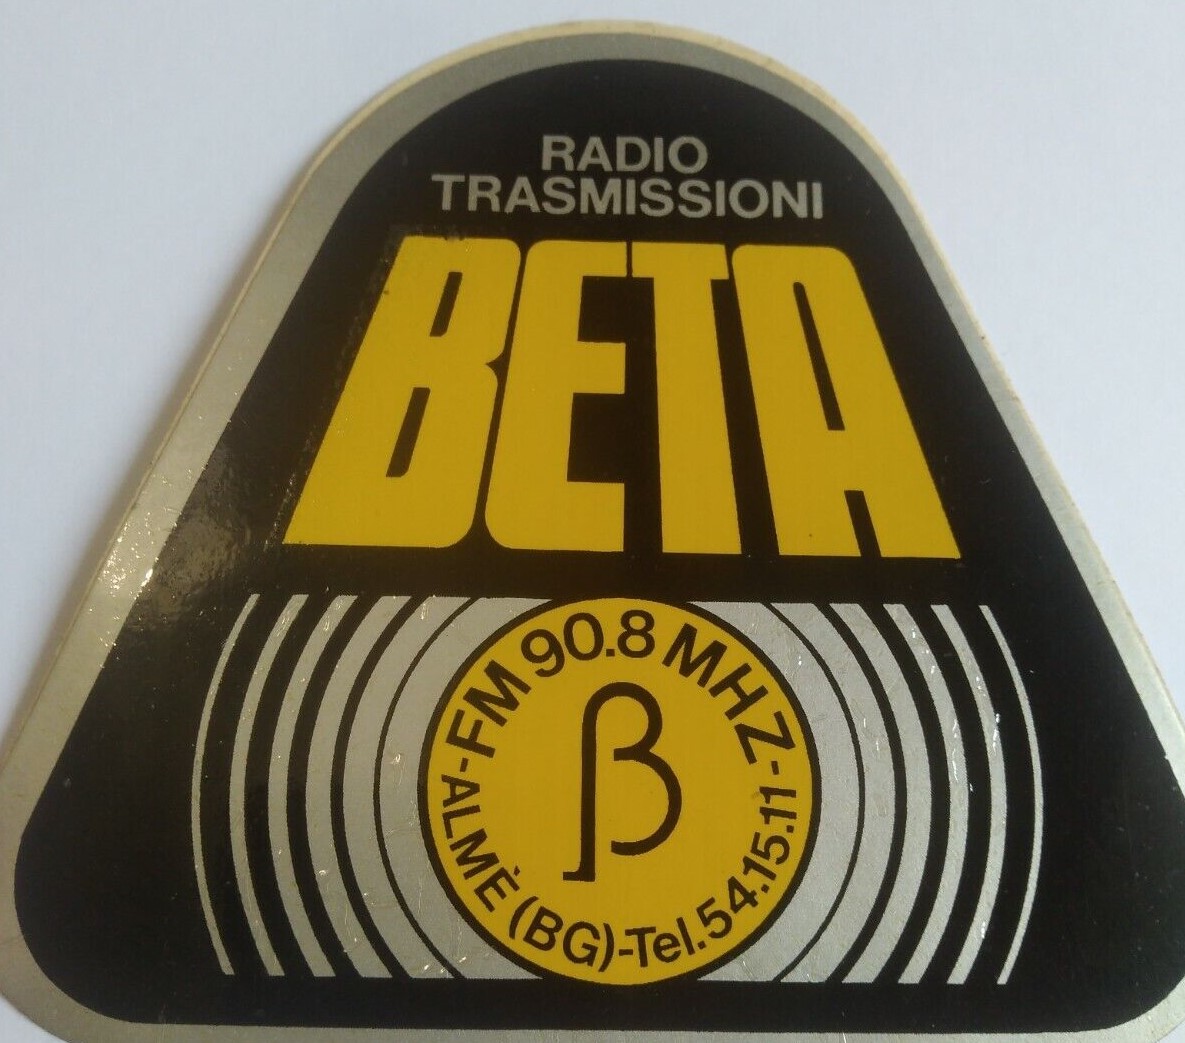 RADIO
TRASMISSIONI
BETA
FM 90.8 MHZ-
β
-ALMÈ (BG)-Tel.54.15.11